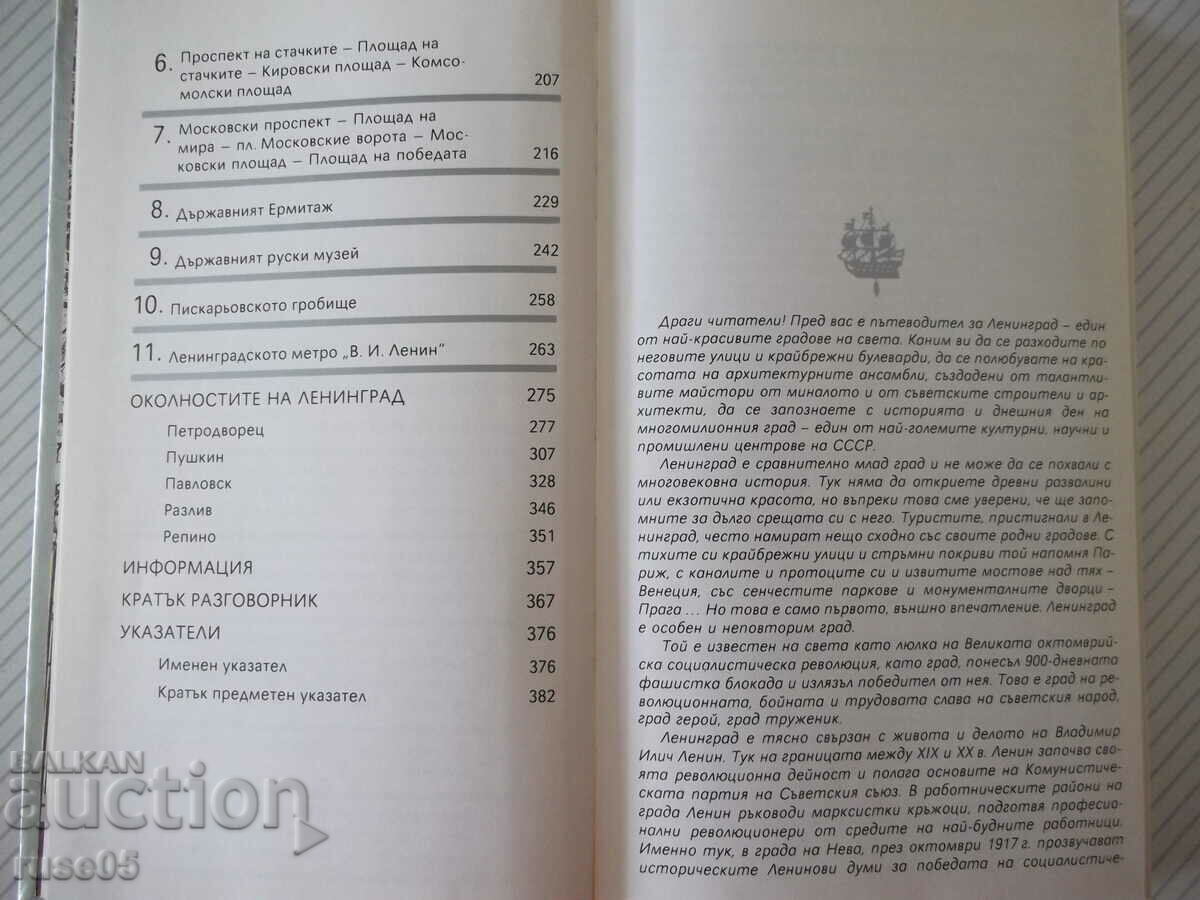 6. Проспект на стачките – Площад на
стачките – Кировски площад – Комсо-
молски площад 207
7. Московски проспект – Площад на
мира – пл. Московские ворота – Мос-
ковски площад – Площад на победата 216
8. Държавният Ермитаж 229
9. Държавният руски музей 242
10. Пискарьовското гробище 258
11. Ленинградското метро „В. И. Ленин“ 263
ОКОЛНОСТИТЕ НА ЛЕНИНГРАД 275
Петродворец 277
Пушкин 307
Павловск 328
Разлив 346
Репино 351
ИНФОРМАЦИЯ 357
КРАТЪК РАЗГОВОРНИК 367
УКАЗАТЕЛИ 376
Именен указател 376
Кратък предметен указател 382
Драги читатели! Пред вас е пътеводител за Ленинград – един
от най-красивите градове на света. Каним ви да се разходите по
неговите улици и крайбрежни булеварди, да се полюбувате на кра-
сотата на архитектурните ансамбли, създадени от талантли-
вите майстори от миналото и от съветските строители и ар-
хитекти, да се запознаете с историята и днешния ден на
многомилионния град – един от най-големите културни, научни и
промишлени центрове на СССР.
Ленинград е сравнително млад град и не може да се похвали с
многовековна история. Тук няма да откриете древни развалини
или екзотична красота, но въпреки това сме уверени, че ще запо-
мните за дълго срещата си с него. Туристите, пристигнали в Ле-
нинград, често намират нещо сходно със своите родни градове. С
тихите си крайбрежни улици и стръмни покриви той напомня Па-
риж, с каналите и протоците си и извитите мостове над тях –
Венеция, със сенчестите паркове и монументалните дворци –
Прага ... Но това е само първото, външно впечатление. Ленинград
е особен и неповторим град.
Той е известен на света като люлка на Великата октомврий-
ска социалистическа революция, като град, понесъл 900-дневната
фашистка блокада и излязъл победител от нея. Това е град на ре-
волюционната, бойната и трудовата слава на съветския народ,
град герой, град труженик.
Ленинград е тясно свързан с живота и делото на Владимир
Илич Ленин. Тук на границата между XIX и XX в. Ленин започва сво-
ята революционна дейност и полага основите на Комунистиче-
ската партия на Съветския съюз. В работническите райони на
града Ленин ръководи марксистки кръжоци, подготвя професио-
нални революционери от средите на най-будните работници.
Именно тук, в града на Нева, през октомври 1917 г. прозвучават
историческите Ленинови думи за победата на социалистиче-
BALKAN
auction
ruse05